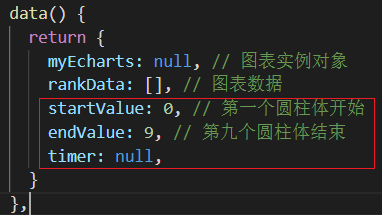 data() {
return {
myEcharts: null, // 图表实例对象
rankData: [], // 图表数据
startValue: 0, // 第一个圆柱体开始
endValue: 9, // 第九个圆柱体结束
timer: null,
}
},